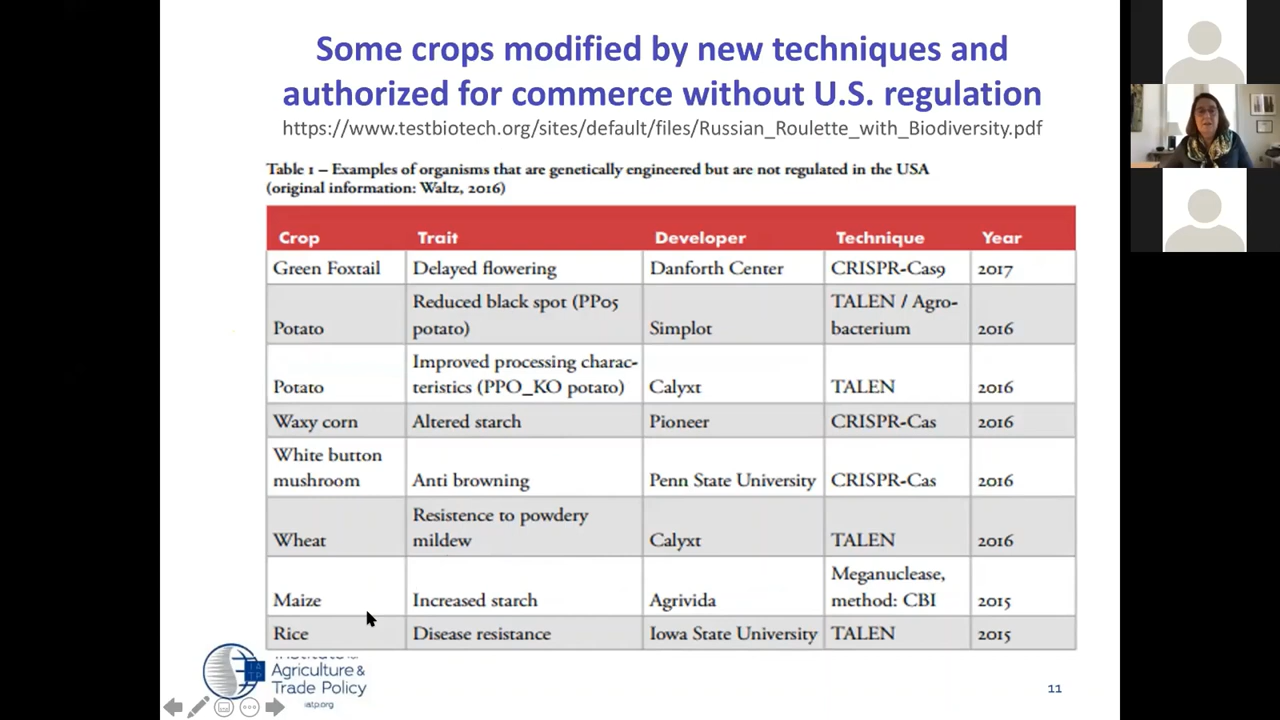 Some crops modified by new techniques and
authorized for commerce without U.S. regulation
https://www.testbiotech.org/sites/default/files/Russian_Roulette_with_Biodiversity.pdf
Table 1 – Examples of organisms that are genetically engineered but are not regulated in the USA
(original information: Waltz, 2016)
Crop Trait Developer Technique Year
Green Foxtail Delayed flowering Danforth Center CRISPR-Cas9 2017
Reduced black spot (PP05 TALEN / Agro-
Potato potato) Simplot bacterium 2016
Improved processing charac-
Potato teristics (PPO_KO potato) Calyxt TALEN 2016
Waxy corn Altered starch Pioneer CRISPR-Cas 2016
White button
mushroom Anti browning Penn State University CRISPR-Cas 2016
Resistence to powdery
Wheat mildew Calyxt TALEN 2016
Meganuclease,
Maize Increased starch Agrivida method: CBI 2015
Rice Disease resistance Iowa State University TALEN 2015
IATP
Agriculture &
Trade Policy
iatp.org
11